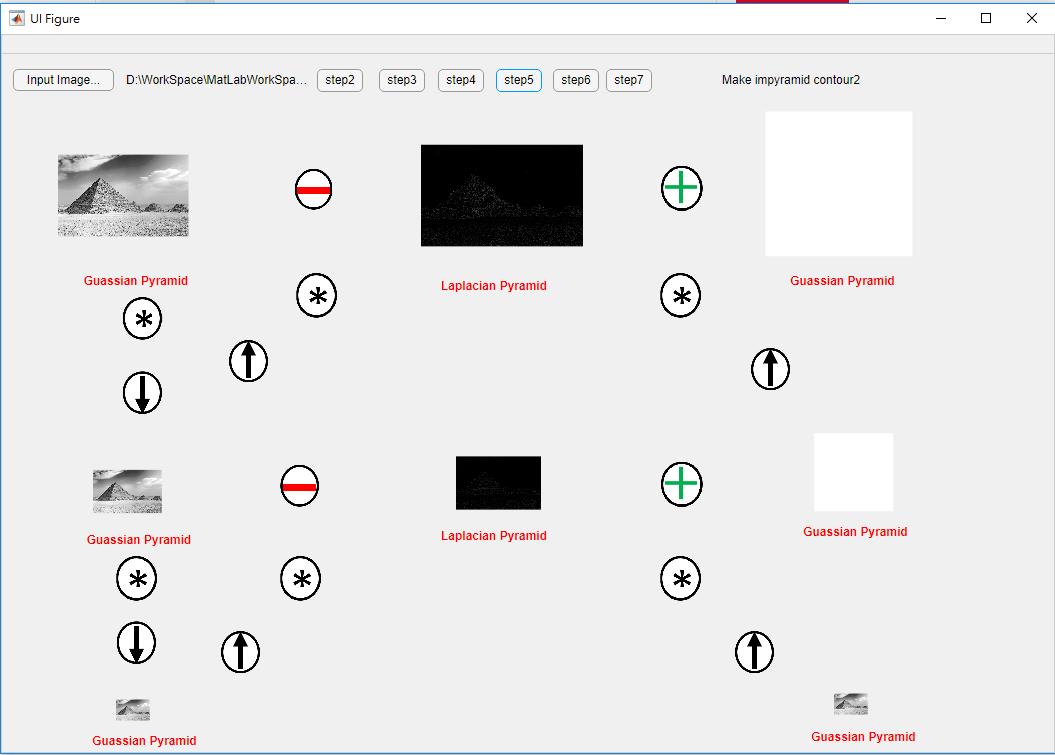 UI Figure
Input Image...
D:\WorkSpace\MatLabWorkSpa...
step2
step3
step4
step5
step6
step7
Make impyramid contour2
Guassian Pyramid
Laplacian Pyramid
Guassian Pyramid
Guassian Pyramid
Laplacian Pyramid
Guassian Pyramid
Guassian Pyramid
Guassian Pyramid